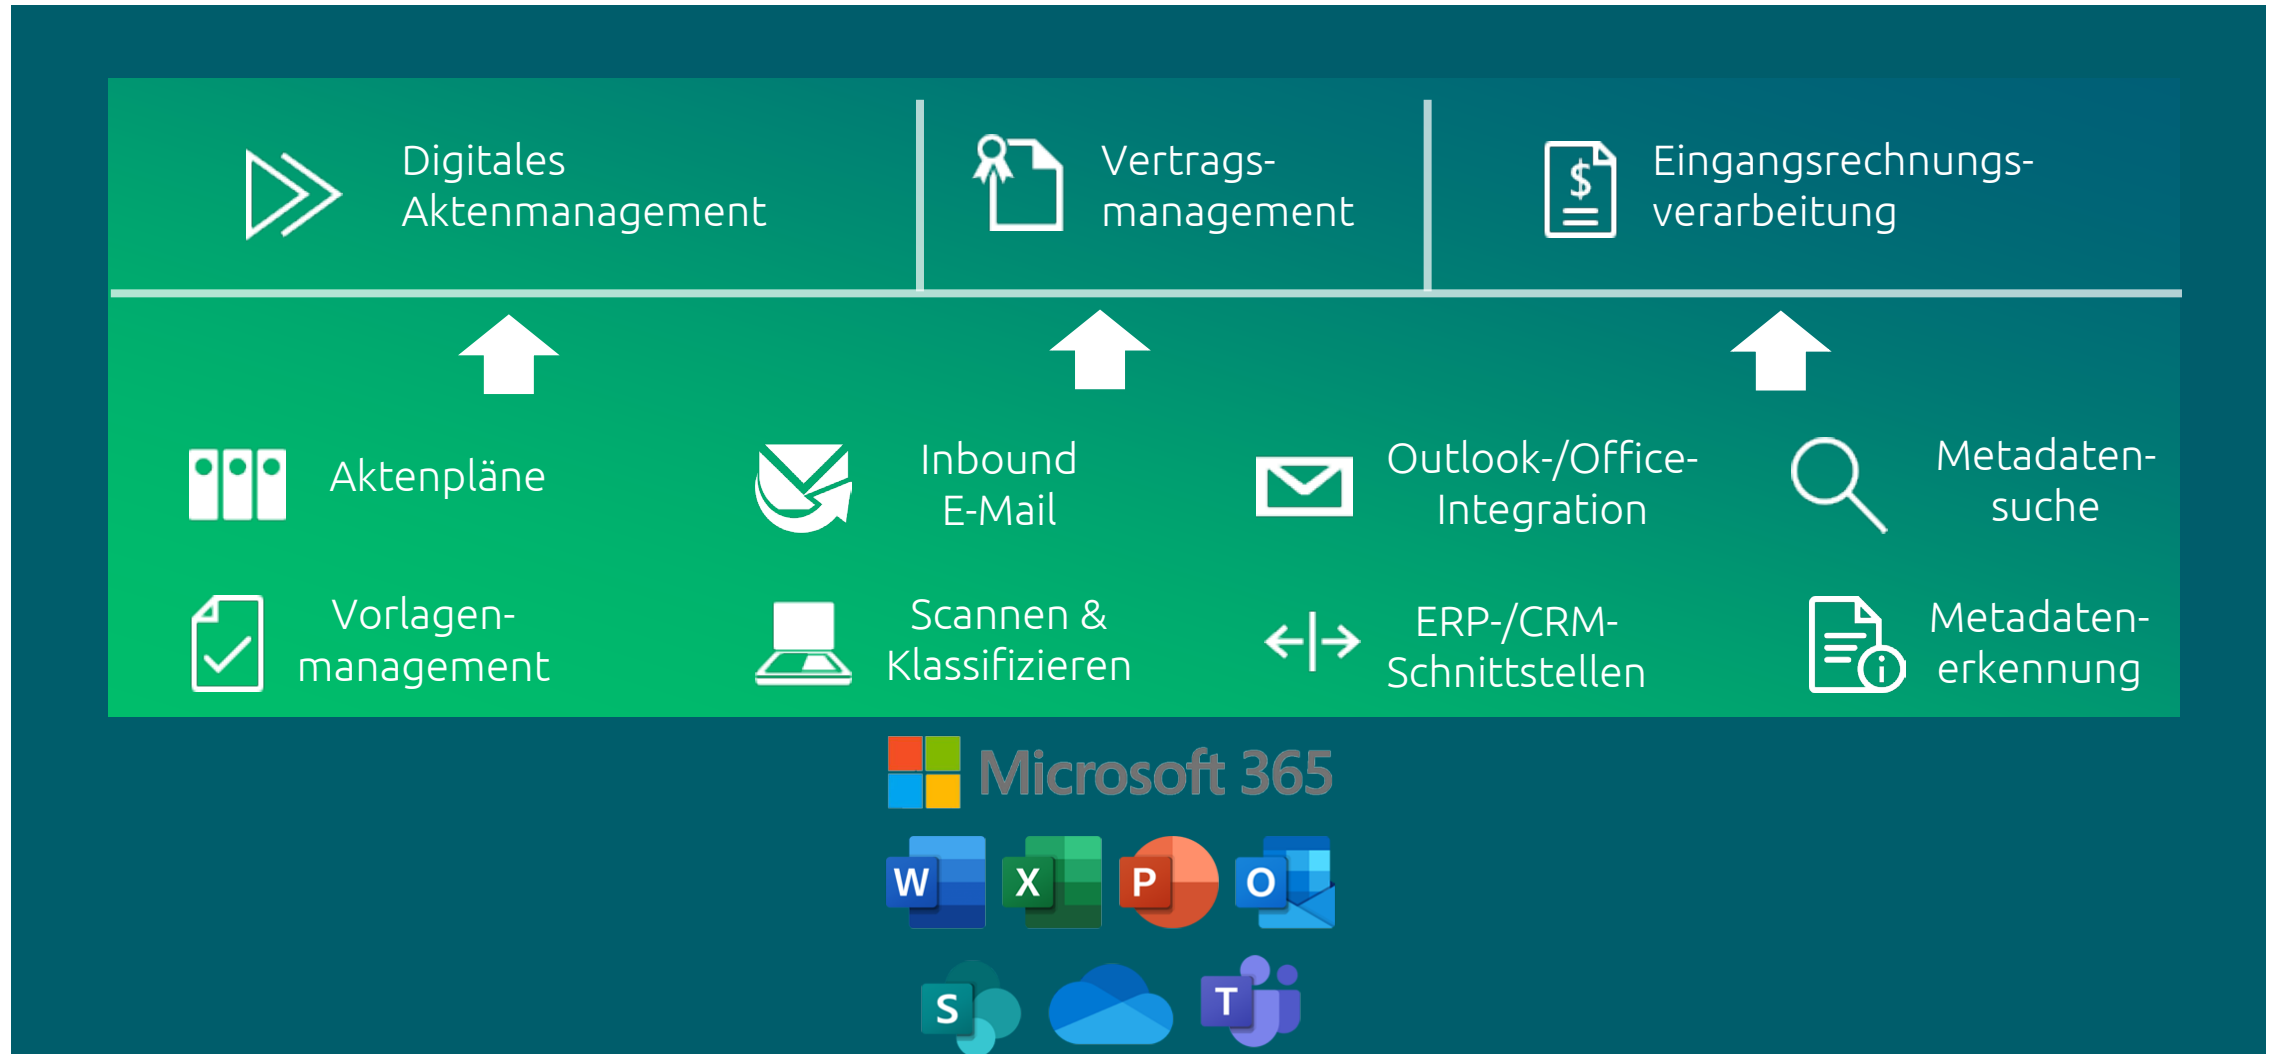 Digitales
Aktenmanagement
Vertrags-
management
$
Eingangsrechnungs-
verarbeitung
Aktenpläne
Inbound
E-Mail
Outlook-/Office-
Integration
Metadaten-
suche
Vorlagen-
management
Scannen &
Klassifizieren
ERP-/CRM-
Schnittstellen
i
Metadaten-
erkennung
Microsoft 365
W X P O
S T